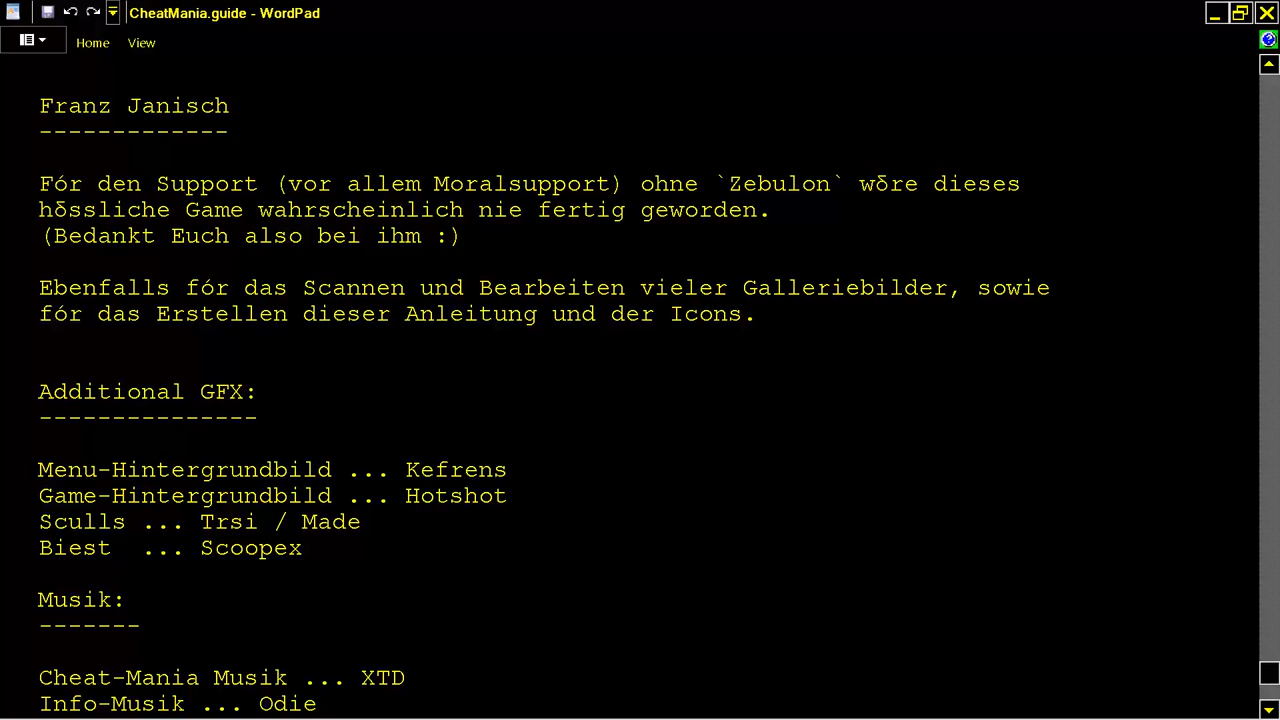 CheatMania.guide - WordPad
Home View
Franz Janisch
-------------
Fór den Support (vor allem Moralsupport) ohne `Zebulon` wδre dieses
hδssliche Game wahrscheinlich nie fertig geworden.
(Bedankt Euch also bei ihm :)
Ebenfalls fór das Scannen und Bearbeiten vieler Galleriebilder, sowie
fór das Erstellen dieser Anleitung und der Icons.
Additional GFX:
---------------
Menu-Hintergrundbild ... Kefrens
Game-Hintergrundbild ... Hotshot
Sculls ... Trsi / Made
Biest  ... Scoopex
Musik:
-------
Cheat-Mania Musik ... XTD
Info-Musik ... Odie